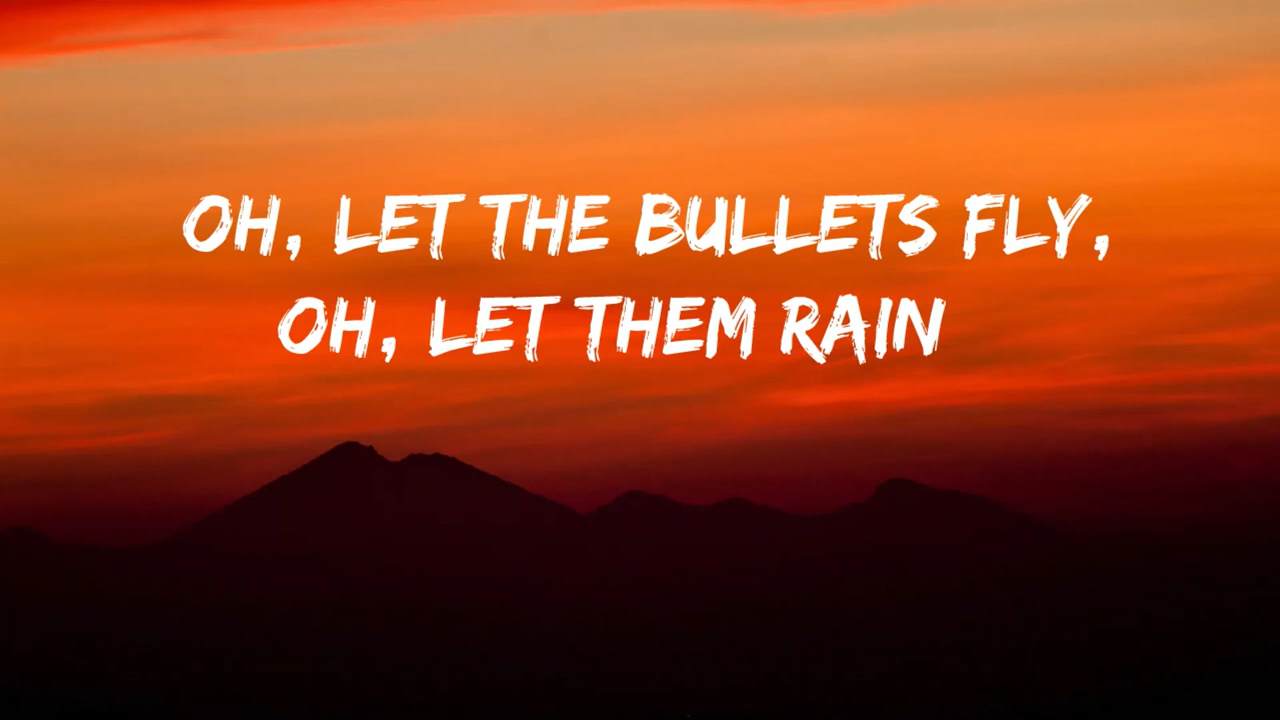 OH, LET THE BULLETS FLY,
OH, LET THEM RAIN